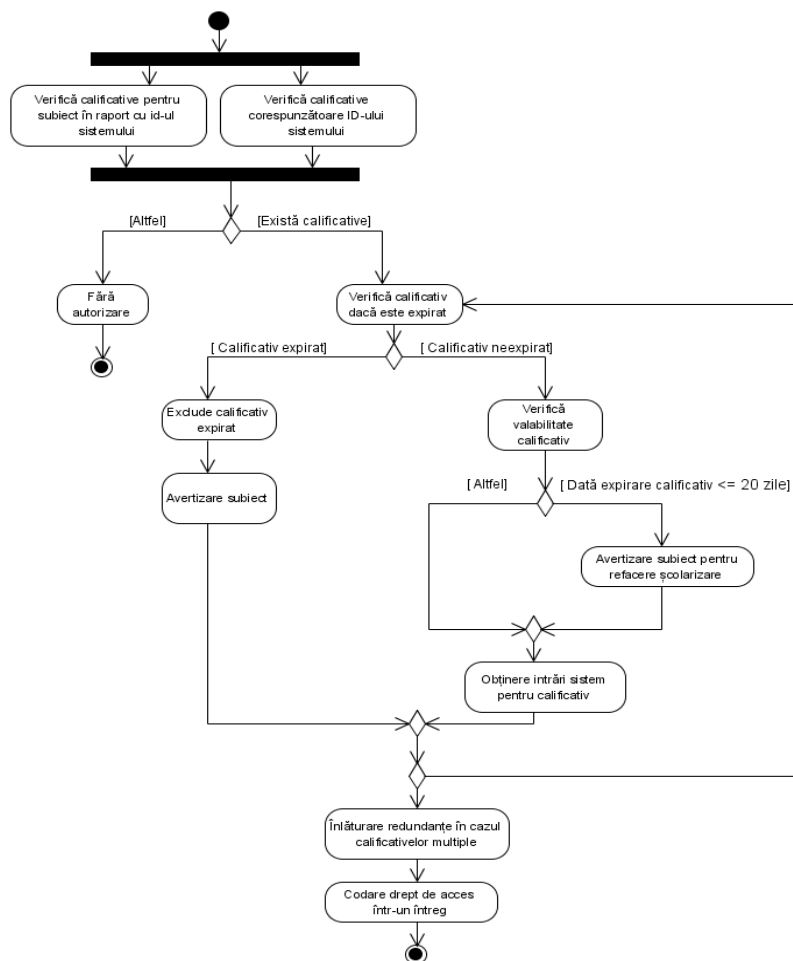 Verifică calificative pentru
subiect în raport cu id-ul
sistemului
Verifică calificative
corespunzătoare ID-ului
sistemului
[Altfel]
[Există calificative]
Fără
autorizare
Verifică calificativ
dacă este expirat
[ Calificativ expirat]
[ Calificativ neexpirat]
Exclude calificativ
expirat
Verifică
valabilitate
calificativ
Avertizare subiect
[ Altfel]
[ Dată expirare calificativ <= 20 zile]
Avertizare subiect pentru
refacere școlarizare
Obținere intrări sistem
pentru calificativ
Înlăturare redundanțe în cazul
calificativelor multiple
Codare drept de acces
într-un întreg